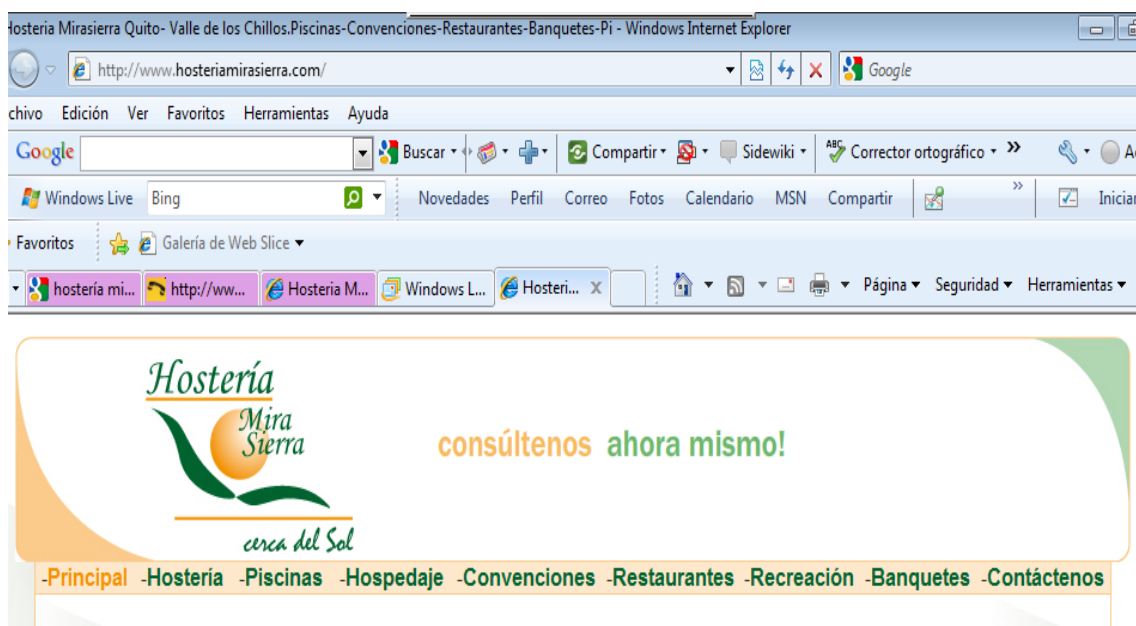 Hosteria Mirasierra Quito- Valle de los Chillos.Piscinas-Convenciones-Restaurantes-Banquetes-Pi - Windows Internet Explorer
http://www.hosteriamirasierra.com/ Google
chivo Edición Ver Favoritos Herramientas Ayuda
Google Buscar Compartir Sidewiki ABC Corrector ortográfico »
Windows Live Bing Novedades Perfil Correo Fotos Calendario MSN Compartir » Iniciar
Favoritos Galería de Web Slice
hostería mi... http://ww... Hosteria M... Windows L... Hosteri... X Página Seguridad Herramientas
Hostería
Mira
Sierra
consúltenos ahora mismo!
cerca del Sol
-Principal -Hostería -Piscinas -Hospedaje -Convenciones -Restaurantes -Recreación -Banquetes -Contáctenos